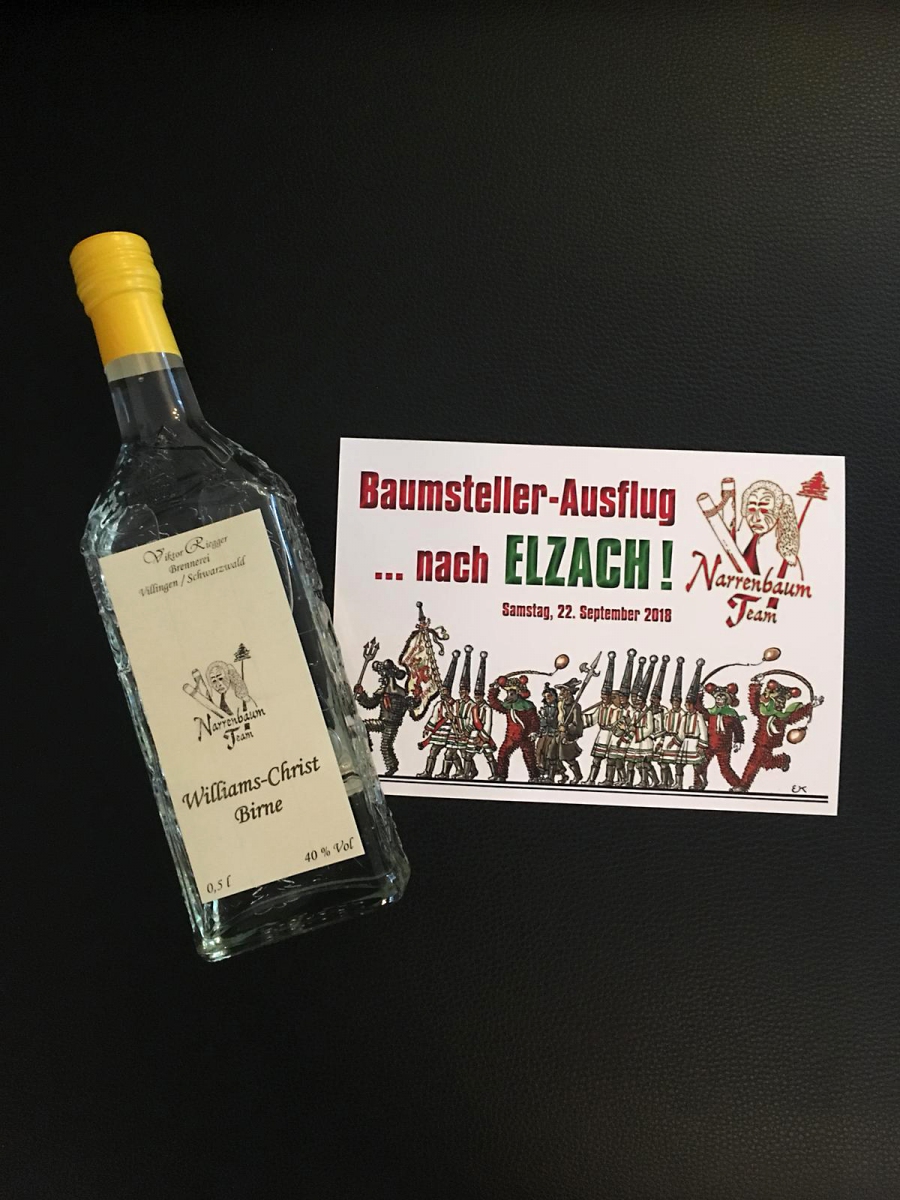 Viktor Riegger
Brennerei
Villingen / Schwarzwald
Narrenbaum
Team
Williams-Christ
Birne
40 % Vol
0,5 l
Baumsteller-Ausflug
... nach ELZACH !
Samstag, 22. September 2018
Narrenbaum
Team